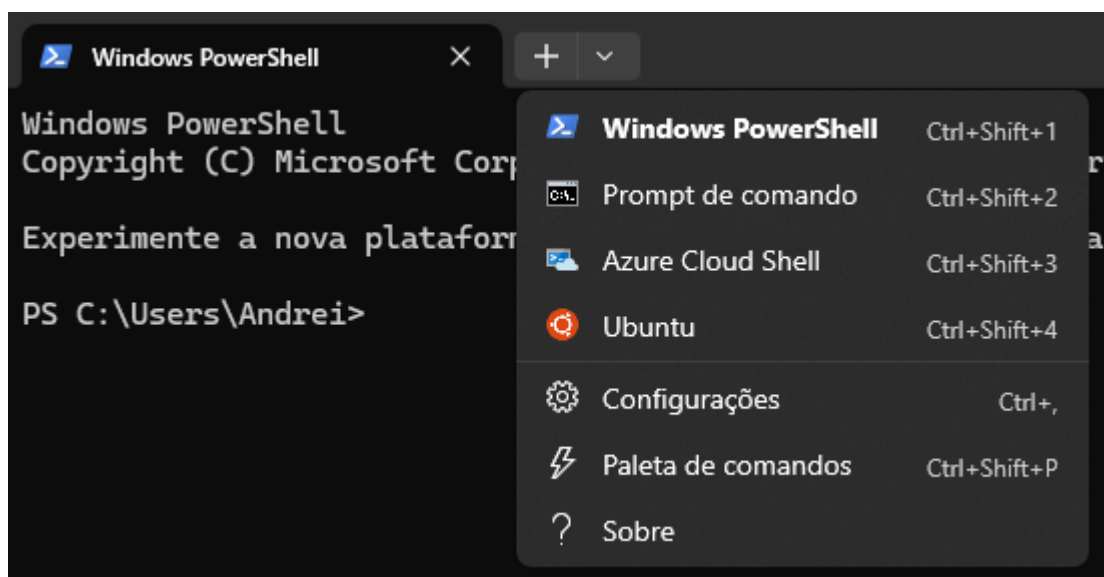 Windows PowerShell
Windows PowerShell
Copyright (C) Microsoft
Experimente a nova
PS C:\Users\Andrei>
Windows PowerShell Ctrl+Shift+1
Prompt de comando Ctrl+Shift+2
Azure Cloud Shell Ctrl+Shift+3
Ubuntu Ctrl+Shift+4
Configurações Ctrl+,
Paleta de comandos Ctrl+Shift+P
Sobre